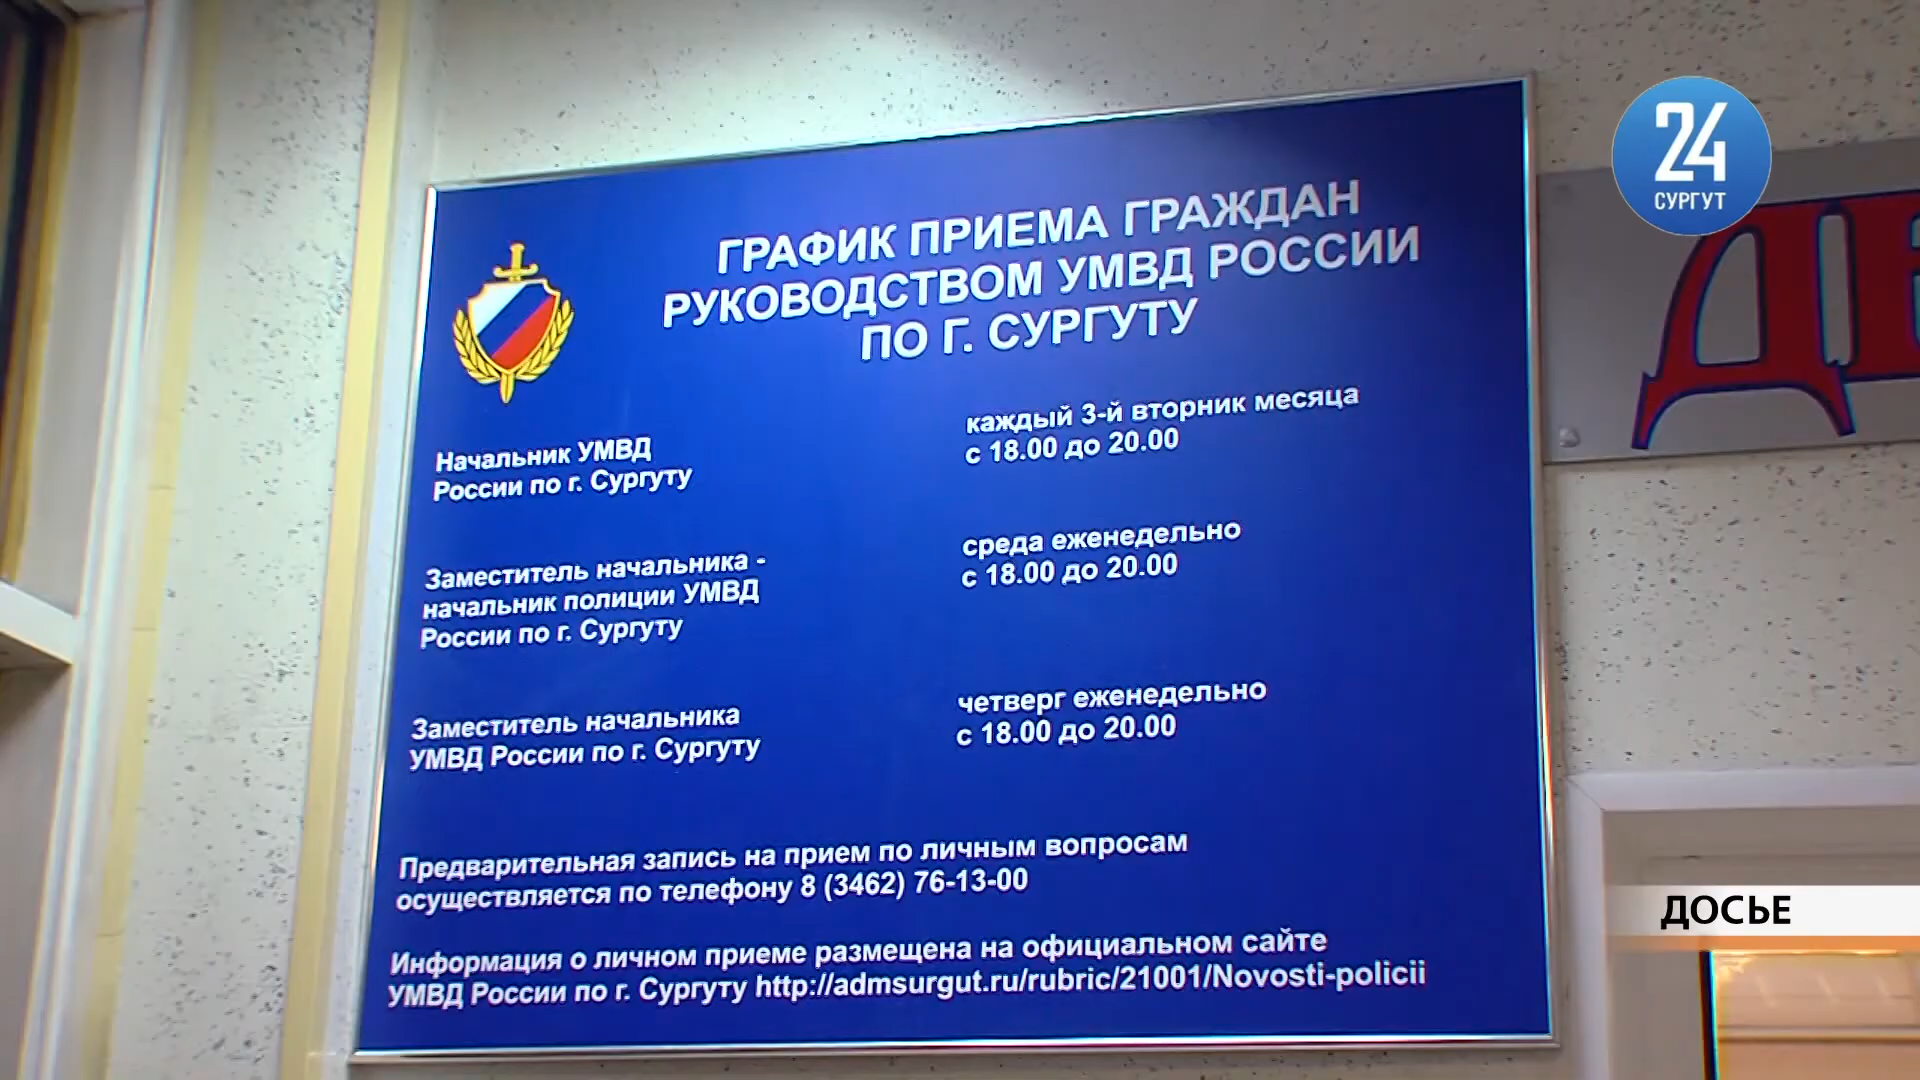 24
СУРГУТ
ГРАФИК ПРИЕМА ГРАЖДАН
РУКОВОДСТВОМ УМВД РОССИИ
ПО Г. СУРГУТУ
Начальник УМВД
России по г. Сургуту
каждый 3-й вторник месяца
с 18.00 до 20.00
Заместитель начальника -
начальник полиции УМВД
России по г. Сургуту
среда еженедельно
с 18.00 до 20.00
Заместитель начальника
УМВД России по г. Сургуту
четверг еженедельно
с 18.00 до 20.00
Предварительная запись на прием по личным вопросам
осуществляется по телефону 8 (3462) 76-13-00
Информация о личном приеме размещена на официальном сайте
УМВД России по г. Сургуту http://admsurgut.ru/rubric/21001/Novosti-policii
ДОСЬЕ